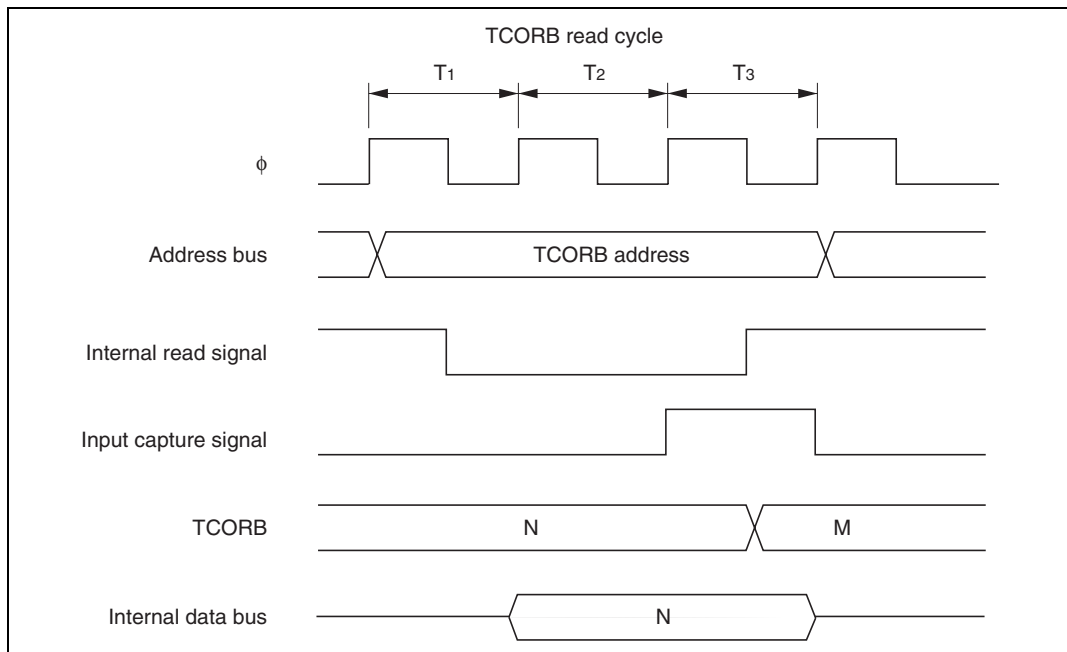 TCORB read cycle
T1 T2 T3
ϕ
Address bus TCORB address
Internal read signal
Input capture signal
TCORB N M
Internal data bus N